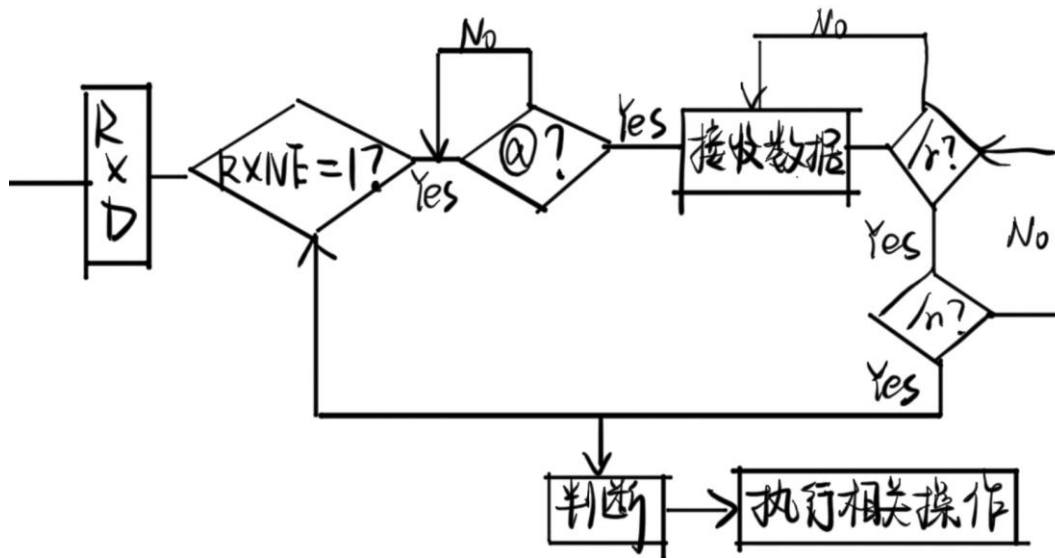 No
No
RXD
RXNE=1?
Yes
@?
Yes
接收数据
/r?
Yes
No
/n?
Yes
判断
执行相关操作